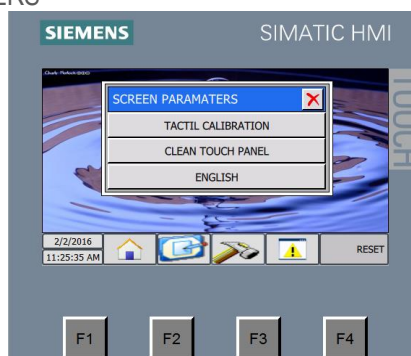 SIEMENS
SIMATIC HMI
TOUCH
SCREEN PARAMATERS
TACTIL CALIBRATION
CLEAN TOUCH PANEL
ENGLISH
2/2/2016
11:25:35 AM
RESET
F1
F2
F3
F4